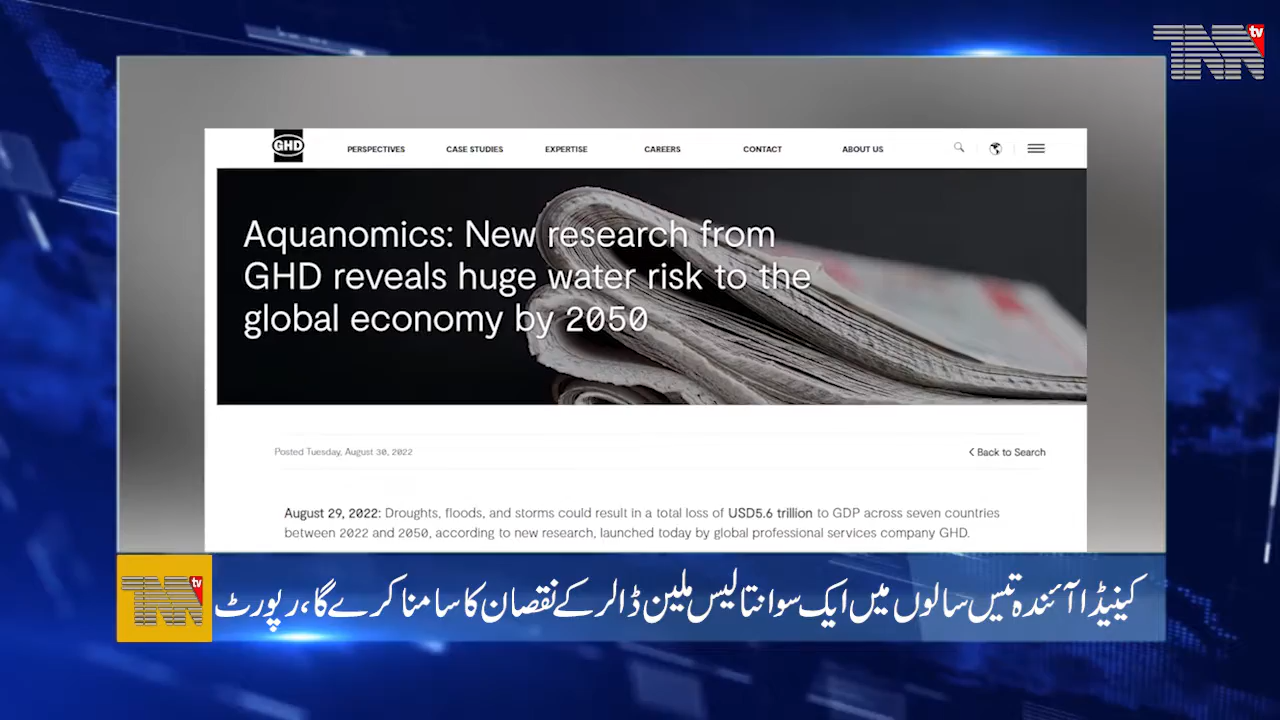 TNN tv
GHD
PERSPECTIVES CASE STUDIES EXPERTISE CAREERS CONTACT ABOUT US
Aquanomics: New research from
GHD reveals huge water risk to the
global economy by 2050
Posted Tuesday, August 30, 2022
Back to Search
August 29, 2022: Droughts, floods, and storms could result in a total loss of USD5.6 trillion to GDP across seven countries
between 2022 and 2050, according to new research, launched today by global professional services company GHD.
کینیڈا آئندہ تیس سالوں میں ایک سو انتالیس ملین ڈالر کے نقصان کا سامنا کرے گا، رپورٹ
TNN tv